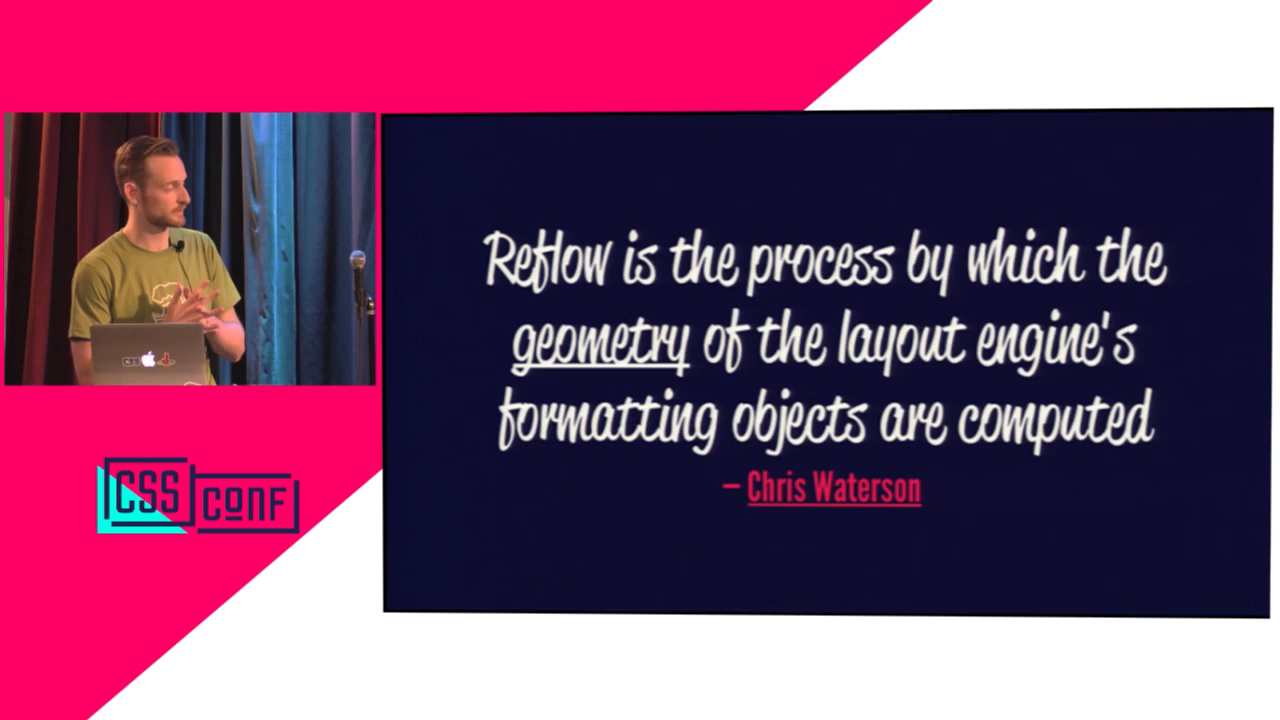 Reflow is the process by which the
geometry of the layout engine's
formatting objects are computed
– Chris Waterson
CSS CONF